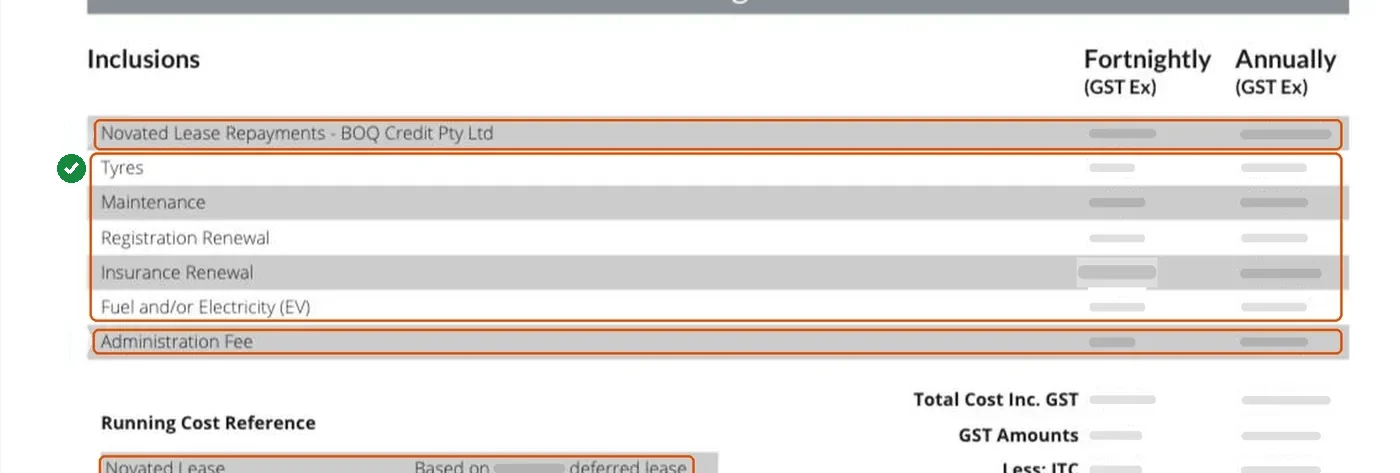 Inclusions Fortnightly Annually
(GST Ex) (GST Ex)
Novated Lease Repayments - BOQ Credit Pty Ltd
Tyres
Maintenance
Registration Renewal
Insurance Renewal
Fuel and/or Electricity (EV)
Administration Fee
Total Cost Inc. GST
Running Cost Reference
GST Amounts
Novated Lease Based on deferred lease Less: ITC